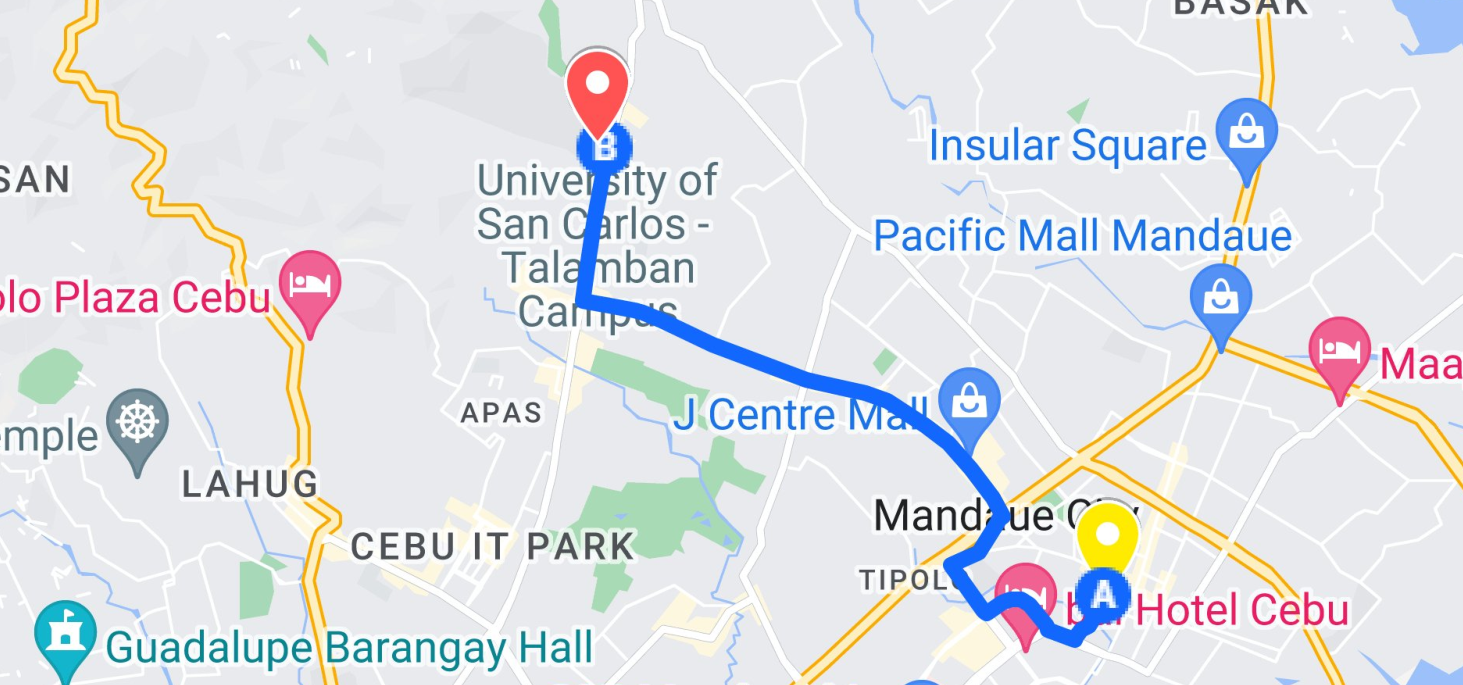 BASAK
B
SAN
University of
San Carlos -
Talamban
Campus
Insular Square
Pacific Mall Mandaue
olo Plaza Cebu
Maa
APAS
J Centre Mall
emple
LAHUG
CEBU IT PARK
Mandaue City
TIPOLO
A
bai Hotel Cebu
Guadalupe Barangay Hall